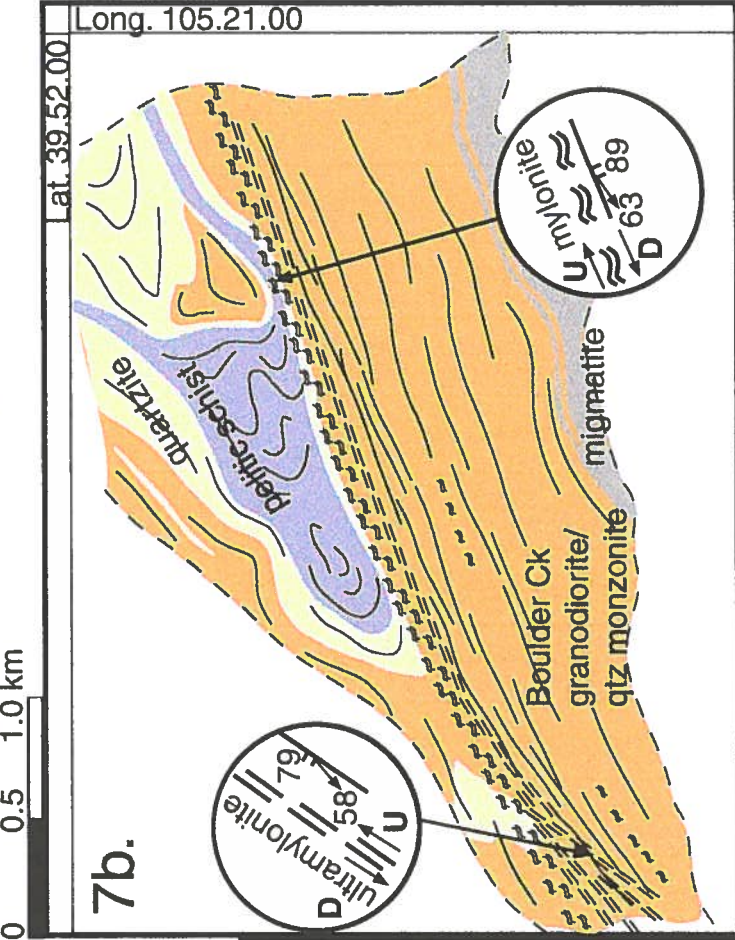 Long. 105.21.00
Lat. 39.52.00
0 0.5 1.0 km
7b.
quartzite
pelitic schist
mylonite
U
D
63
89
migmatite
Boulder Ck
granodiorite/
qtz monzonite
ultramylonite
79
58
D
U